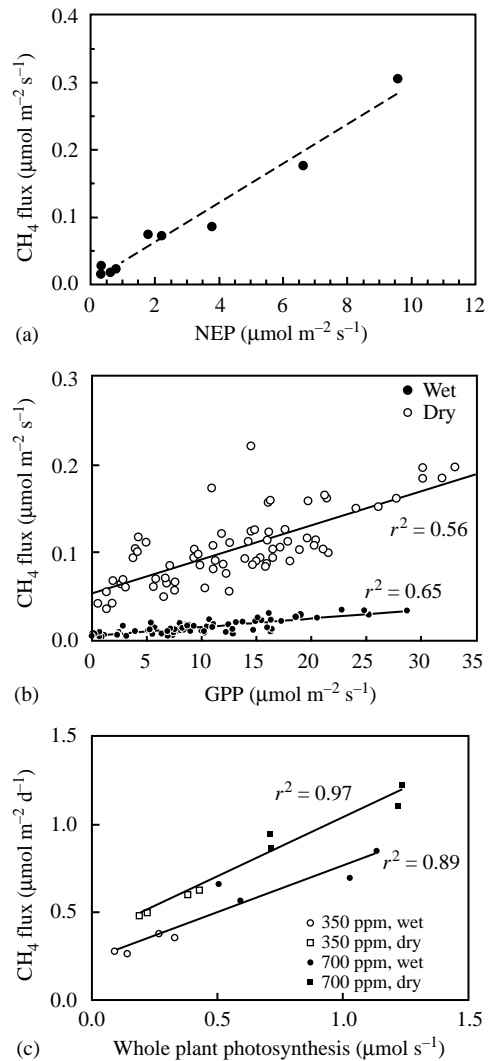 0.4
0.3
0.2
0.1
0.0
CH₄ flux (μmol m⁻² s⁻¹)
0 2 4 6 8 10 12
(a) NEP (μmol m⁻² s⁻¹)
0.3
0.2
0.1
0.0
CH₄ flux (μmol m⁻² s⁻¹)
Wet
Dry
r² = 0.56
r² = 0.65
0 5 10 15 20 25 30 35
(b) GPP (μmol m⁻² s⁻¹)
1.5
1.0
0.5
0.0
CH₄ flux (μmol m⁻² d⁻¹)
r² = 0.97
r² = 0.89
350 ppm, wet
350 ppm, dry
700 ppm, wet
700 ppm, dry
0.0 0.5 1.0 1.5
(c) Whole plant photosynthesis (μmol s⁻¹)